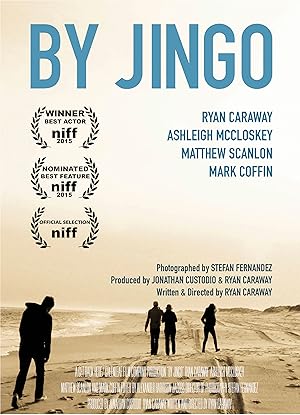 BY JINGO
WINNER
BEST ACTOR
niff
2015
RYAN CARAWAY
ASHLEIGH MCCLOSKEY
MATTHEW SCANLON
MARK COFFIN
NOMINATED
BEST FEATURE
niff
2015
OFFICIAL SELECTION
niff
Photographed by STEFAN FERNANDEZ
Produced by JONATHAN CUSTODIO & RYAN CARAWAY
Written & Directed by RYAN CARAWAY